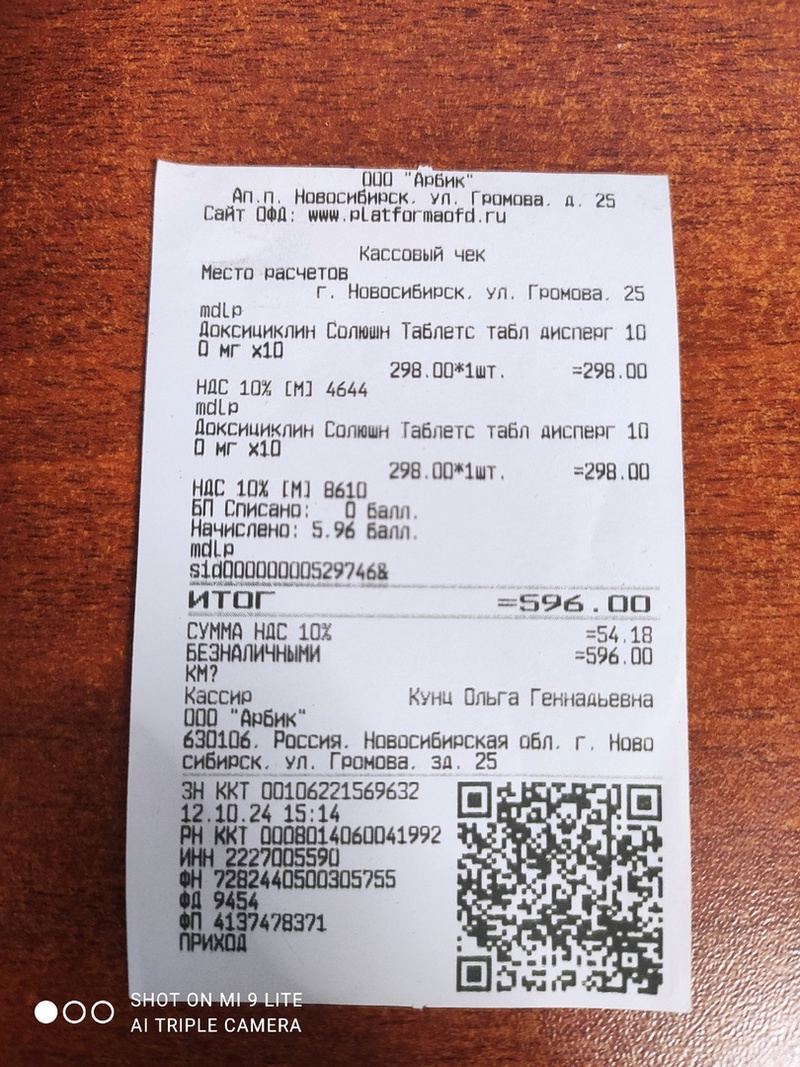 ООО "Арбик"
Ап.п. Новосибирск, ул. Громова, д. 25
Сайт ОФД: www.platformaofd.ru
Кассовый чек
Место расчетов
г. Новосибирск, ул. Громова, 25
mdlp
Доксициклин Солюшн Таблетс табл дисперг 10
0 мг x10
298.00*1шт. =298.00
НДС 10% [М] 4644
mdlp
Доксициклин Солюшн Таблетс табл дисперг 10
0 мг x10
298.00*1шт. =298.00
НДС 10% [М] 8610
БП Списано: 0 балл.
Начислено: 5.96 балл.
mdlp
sid00000000529746&
ИТОГ =596.00
СУММА НДС 10% =54.18
БЕЗНАЛИЧНЫМИ =596.00
КМ?
Кассир Кунц Ольга Геннадьевна
ООО "Арбик"
630106, Россия, Новосибирская обл, г. Ново
сибирск, ул. Громова, зд. 25
ЗН ККТ 00106221569632
12.10.24 15:14
РН ККТ 0008014060041992
ИНН 2227005590
ФН 7282440500305755
ФД 9454
ФП 4137478371
ПРИХОД
SHOT ON MI 9 LITE
AI TRIPLE CAMERA